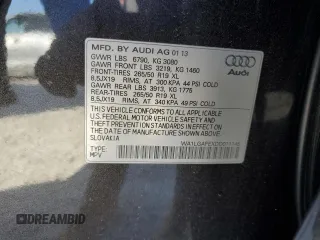 MFD. BY AUDI AG 01 13
GVWR LBS 6790, KG 3080
GAWR FRONT LBS 3219, KG 1460
FRONT-TIRES 265/50 R19 XL
8.5JX19 RIMS, AT 300 KPA 44 PSI COLD
GAWR REAR LBS 3913, KG 1775
REAR-TIRES 265/50 R19 XL
8.5JX19 RIMS, AT 340 KPA 49 PSI COLD
THIS VEHICLE CONFORMS TO ALL APPLICABLE
U.S. FEDERAL MOTOR VEHICLE SAFETY
STANDARDS IN EFFECT ON THE DATE OF
MANUFACTURE SHOWN ABOVE.
SLOVAKIA
TYPE:
MPV
Audi
DREAMBID
AUTOHISTORY